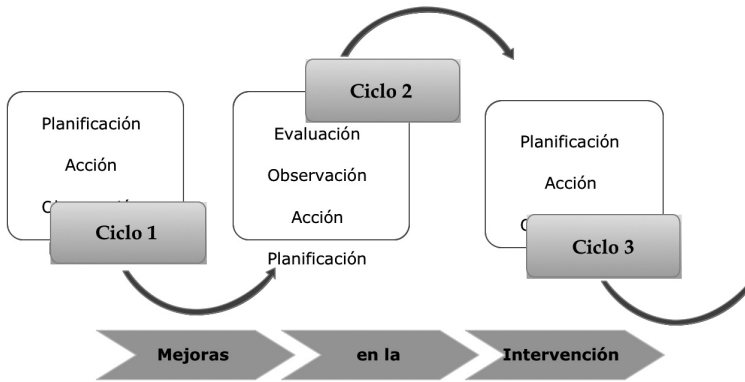 Planificación
Acción
Ciclo 1
Ciclo 2
Evaluación
Observación
Acción
Planificación
Planificación
Acción
Ciclo 3
Mejoras
en la
Intervención